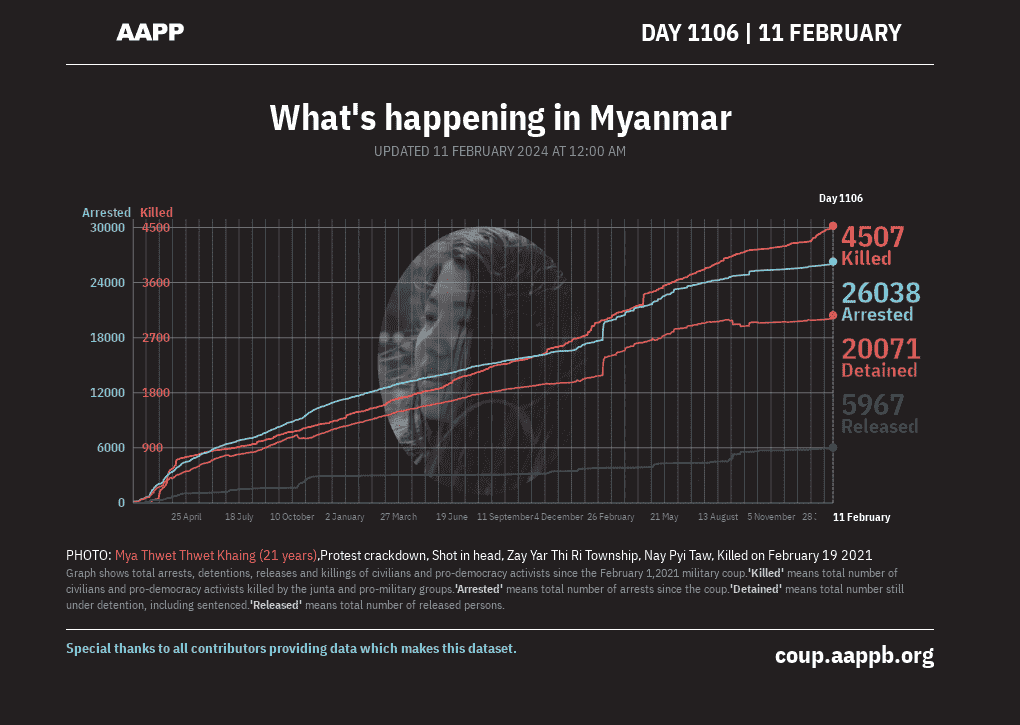 AAPP
DAY 1106 | 11 FEBRUARY
What's happening in Myanmar
UPDATED 11 FEBRUARY 2024 AT 12:00 AM
Day 1106
Arrested Killed
30000 4500
24000 3600
18000 2700
12000 1800
6000 900
0
4507
Killed
26038
Arrested
20071
Detained
5967
Released
25 April 18 July 10 October 2 January 27 March 19 June 11 September 4 December 26 February 21 May 13 August 5 November 28 11 February
PHOTO: Mya Thwet Thwet Khaing (21 years),Protest crackdown, Shot in head, Zay Yar Thi Ri Township, Nay Pyi Taw, Killed on February 19 2021
Graph shows total arrests, detentions, releases and killings of civilians and pro-democracy activists since the February 1,2021 military coup.'Killed' means total number of
civilians and pro-democracy activists killed by the junta and pro-military groups.'Arrested' means total number of arrests since the coup.'Detained' means total number still
under detention, including sentenced.'Released' means total number of released persons.
Special thanks to all contributors providing data which makes this dataset.
coup.aappb.org